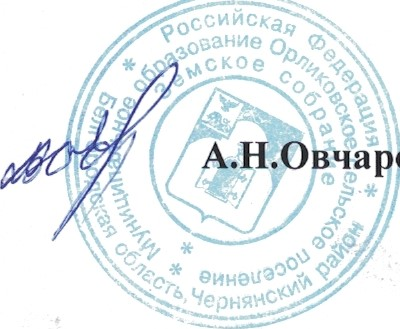 Российская Федерация
Белгородская область, Чернянский район
Муниципальное образование Орликовское сельское поселение
Земское собрание
А.Н.Овчаре